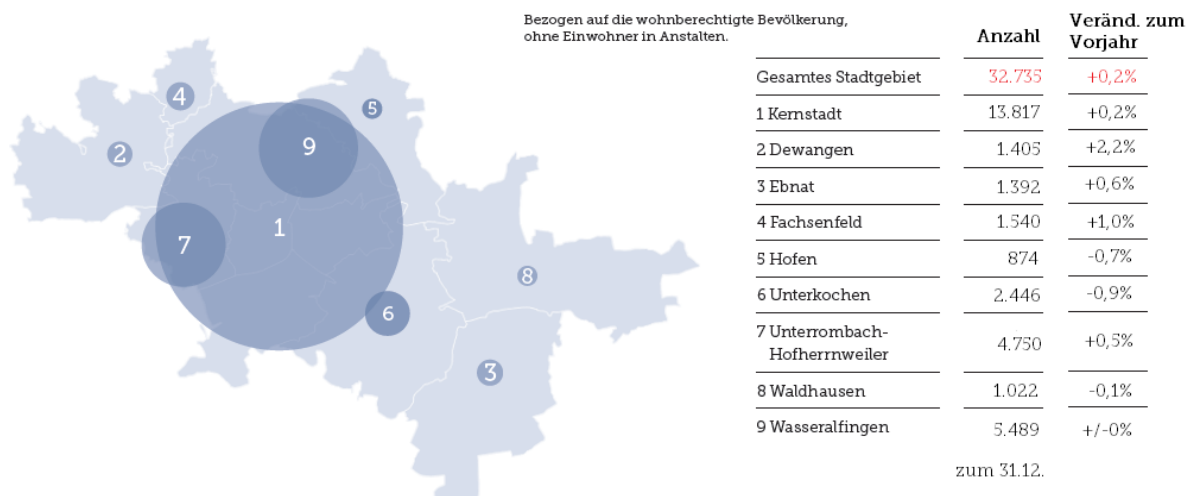 Bezogen auf die wohnberechtigte Bevölkerung,
ohne Einwohner in Anstalten.
Anzahl Veränd. zum Vorjahr
Gesamtes Stadtgebiet 32.735 +0,2%
1 Kernstadt 13.817 +0,2%
2 Dewangen 1.405 +2,2%
3 Ebnat 1.392 +0,6%
4 Fachsenfeld 1.540 +1,0%
5 Hofen 874 -0,7%
6 Unterkochen 2.446 -0,9%
7 Unterrombach-
Hofherrnweiler 4.750 +0,5%
8 Waldhausen 1.022 -0,1%
9 Wasseralfingen 5.489 +/-0%
zum 31.12.
4
5
9
2
1
7
8
6
3